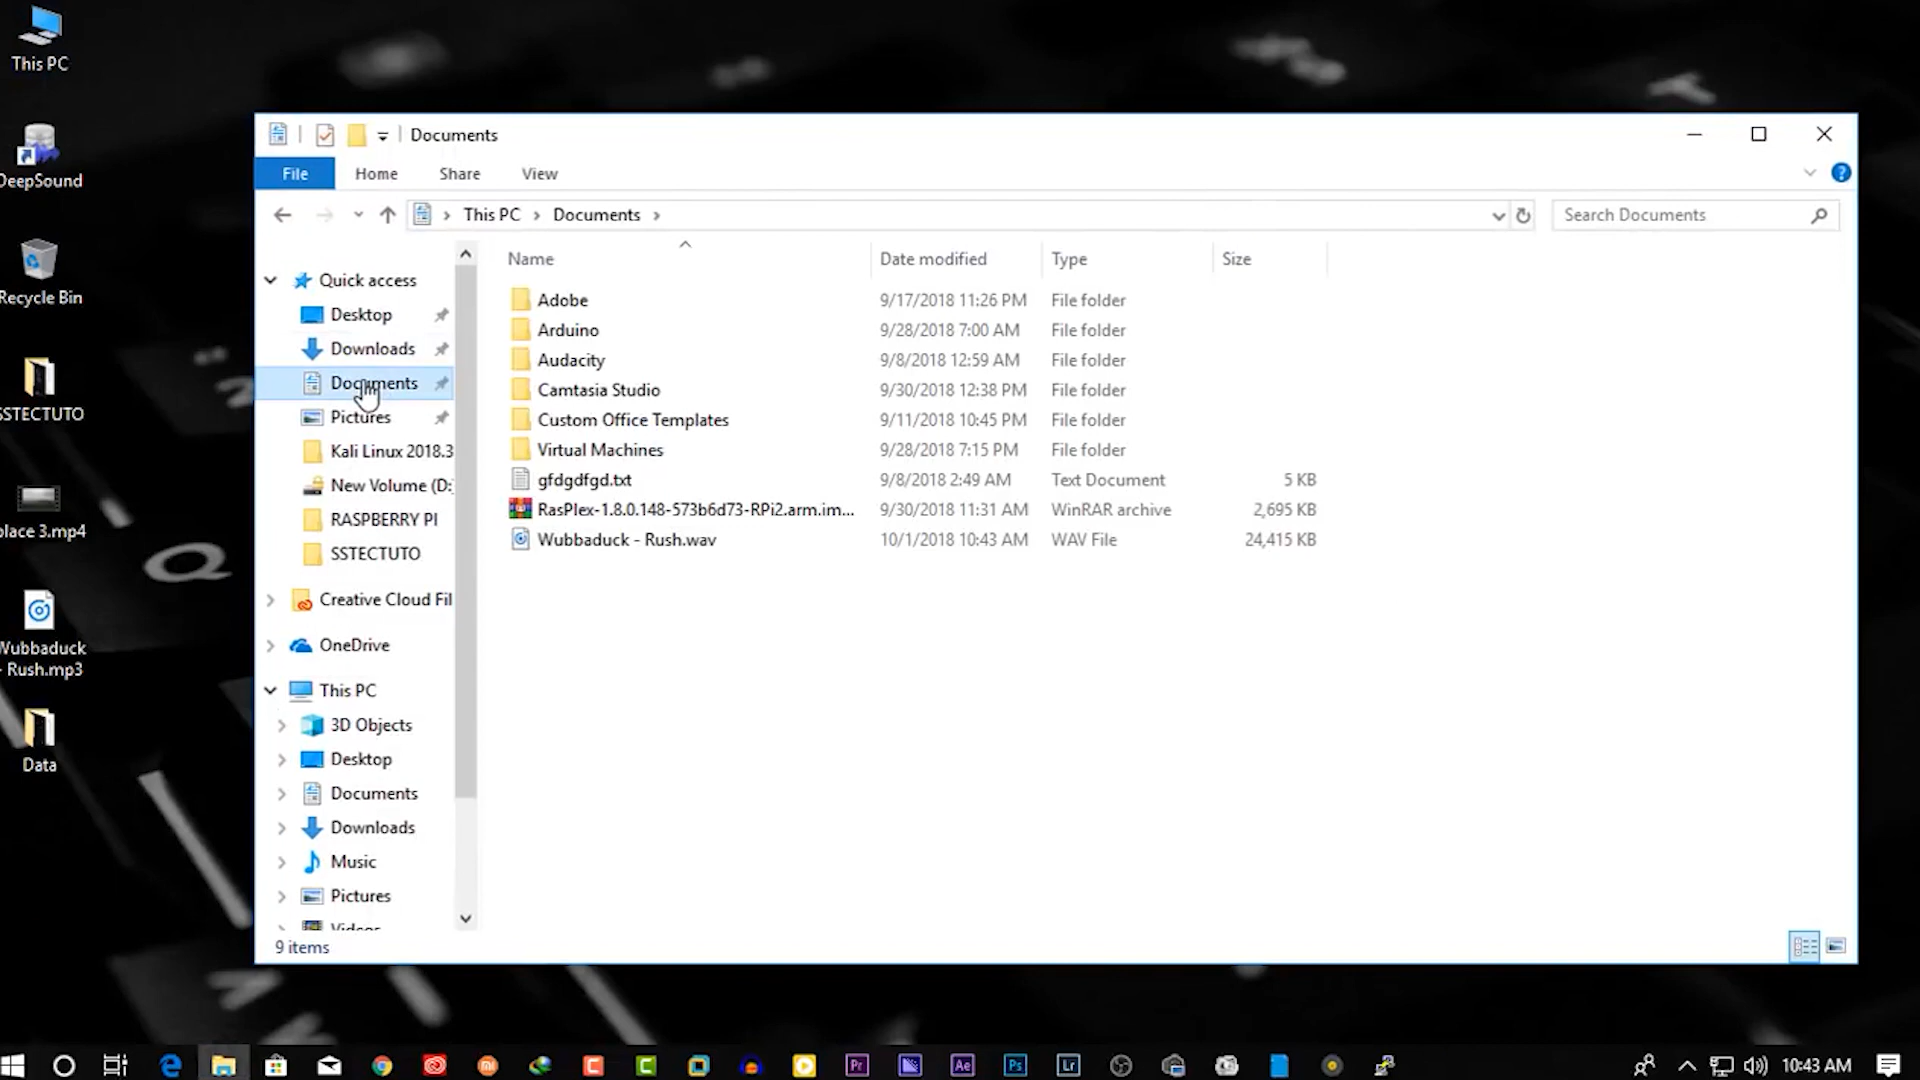 This PC
DeepSound
Recycle Bin
SSTECTUTO
place 3.mp4
Wubbaduck
- Rush.mp3
Data
Q
Documents
File Home Share View
This PC Documents
Search Documents
Quick access
Desktop
Downloads
Documents
Pictures
Kali Linux 2018.3
New Volume (D:)
RASPBERRY PI
SSTECTUTO
Creative Cloud Fil
OneDrive
This PC
3D Objects
Desktop
Documents
Downloads
Music
Pictures
Videos
Name Date modified Type Size
Adobe 9/17/2018 11:26 PM File folder
Arduino 9/28/2018 7:00 AM File folder
Audacity 9/8/2018 12:59 AM File folder
Camtasia Studio 9/30/2018 12:38 PM File folder
Custom Office Templates 9/11/2018 10:45 PM File folder
Virtual Machines 9/28/2018 7:15 PM File folder
gfdgdfgd.txt 9/8/2018 2:49 AM Text Document 5 KB
RasPlex-1.8.0.148-573b6d73-RPi2.arm.im... 9/30/2018 11:31 AM WinRAR archive 2,695 KB
Wubbaduck - Rush.wav 10/1/2018 10:43 AM WAV File 24,415 KB
9 items
Pr Ae Ps Lr
10:43 AM